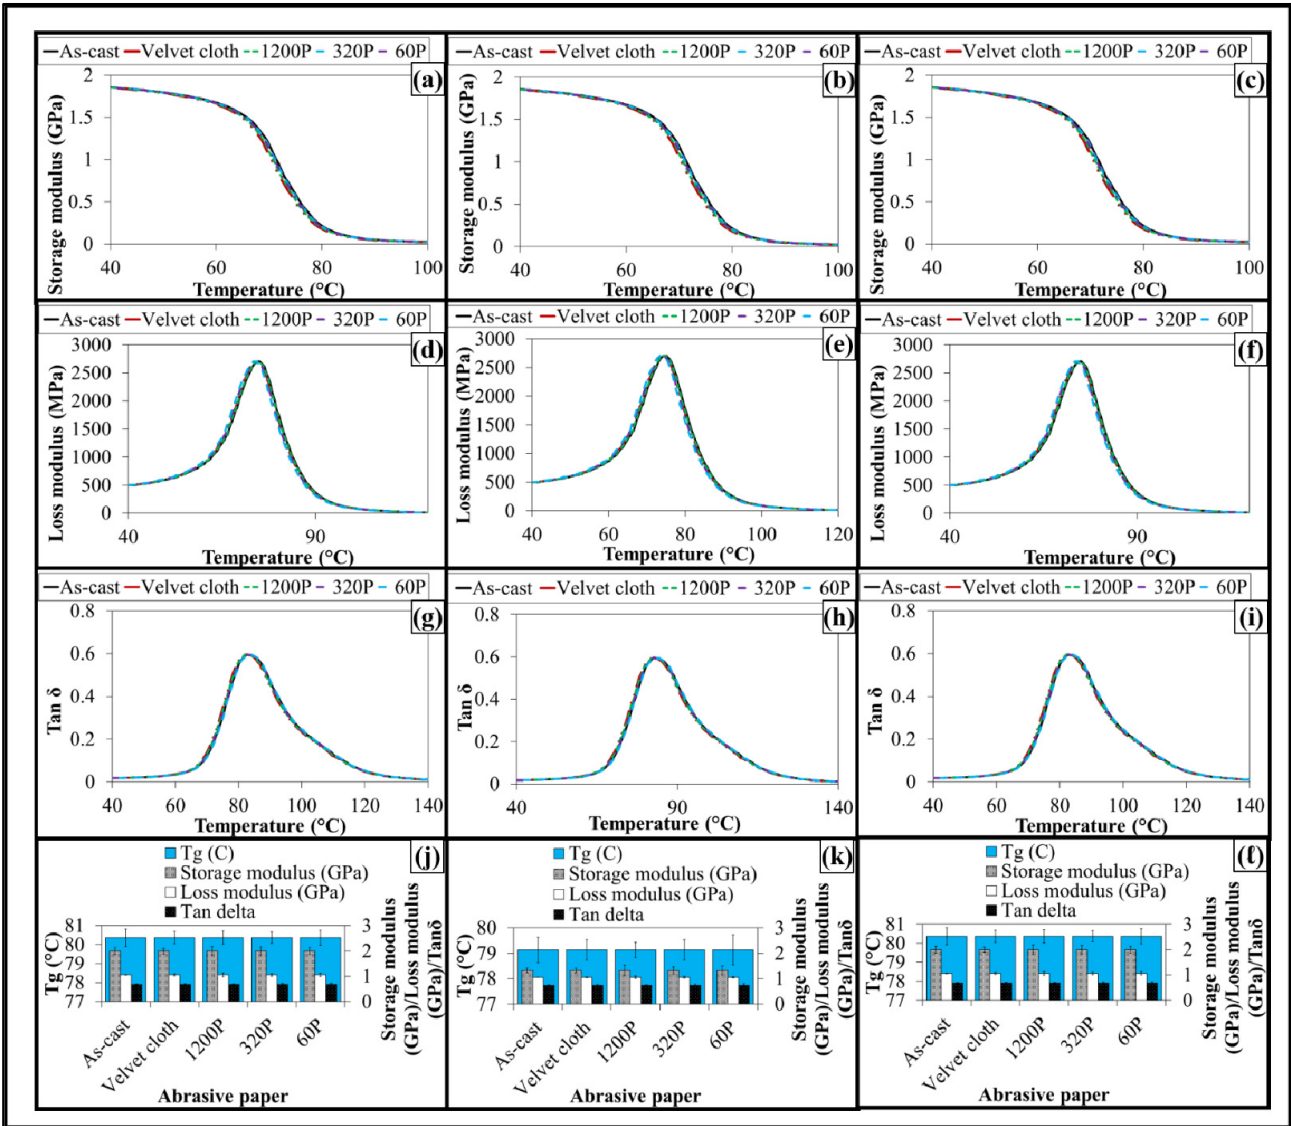 As-cast Velvet cloth 1200P 320P 60P
(a)
2
1.5
1
0.5
0
Storage modulus (GPa)
40 60 80 100
Temperature (°C)
As-cast Velvet cloth 1200P 320P 60P
(b)
2
1.5
1
0.5
0
Storage modulus (GPa)
40 60 80 100
Temperature (°C)
As-cast Velvet cloth 1200P 320P 60P
(c)
2
1.5
1
0.5
0
Storage modulus (GPa)
40 60 80 100
Temperature (°C)
As-cast Velvet cloth 1200P 320P 60P
(d)
3000
2500
2000
1500
1000
500
0
Loss modulus (MPa)
40 90
Temperature (°C)
As-cast Velvet cloth 1200P 320P 60P
(e)
3000
2500
2000
1500
1000
500
0
Loss modulus (MPa)
40 60 80 100 120
Temperature (°C)
As-cast Velvet cloth 1200P 320P 60P
(f)
3000
2500
2000
1500
1000
500
0
Loss modulus (MPa)
40 90
Temperature (°C)
As-cast Velvet cloth 1200P 320P 60P
(g)
0.8
0.6
0.4
0.2
0
Tan δ
40 60 80 100 120 140
Temperature (°C)
As-cast Velvet cloth 1200P 320P 60P
(h)
0.8
0.6
0.4
0.2
0
Tan δ
40 90 140
Temperature (°C)
As-cast Velvet cloth 1200P 320P 60P
(i)
0.8
0.6
0.4
0.2
0
Tan δ
40 60 80 100 120 140
Temperature (°C)
(j)
Tg (C)
Storage modulus (GPa)
Loss modulus (GPa)
Tan delta
81
80
79
78
77
Tg (°C)
3
2
1
0
Storage modulus
(GPa)/Loss modulus
(GPa)/Tanδ
As-cast Velvet cloth 1200P 320P 60P
Abrasive paper
(k)
Tg (C)
Storage modulus (GPa)
Loss modulus (GPa)
Tan delta
80
79
78
77
Tg (°C)
3
2
1
0
Storage modulus
(GPa)/Loss modulus
(GPa)/Tanδ
As-cast Velvet cloth 1200P 320P 60P
Abrasive paper
(ℓ)
Tg (C)
Storage modulus (GPa)
Loss modulus (GPa)
Tan delta
81
80
79
78
77
Tg (°C)
3
2
1
0
Storage modulus
(GPa)/Loss modulus
(GPa)/Tanδ
As-cast Velvet cloth 1200P 320P 60P
Abrasive paper